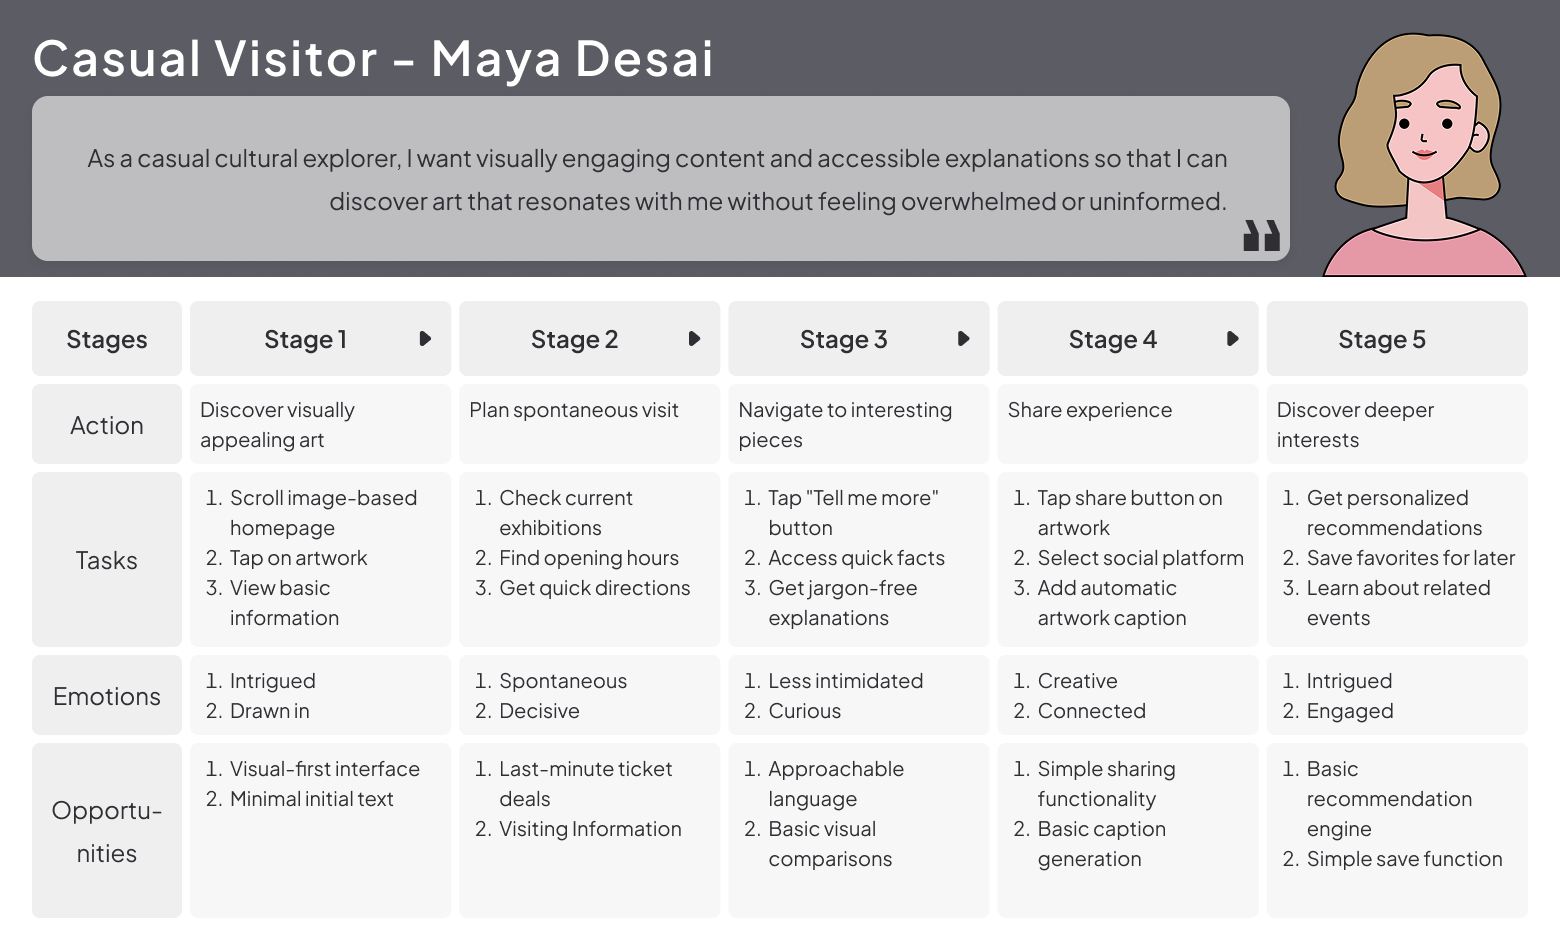 Casual Visitor - Maya Desai
As a casual cultural explorer, I want visually engaging content and accessible explanations so that I can
discover art that resonates with me without feeling overwhelmed or uninformed.
"
Stages
Stage 1
Stage 2
Stage 3
Stage 4
Stage 5
Action
Discover visually
appealing art
Plan spontaneous visit
Navigate to interesting
pieces
Share experience
Discover deeper
interests
Tasks
1. Scroll image-based
homepage
2. Tap on artwork
3. View basic
information
1. Check current
exhibitions
2. Find opening hours
3. Get quick directions
1. Tap "Tell me more"
button
2. Access quick facts
3. Get jargon-free
explanations
1. Tap share button on
artwork
2. Select social platform
3. Add automatic
artwork caption
1. Get personalized
recommendations
2. Save favorites for later
3. Learn about related
events
Emotions
1. Intrigued
2. Drawn in
1. Spontaneous
2. Decisive
1. Less intimidated
2. Curious
1. Creative
2. Connected
1. Intrigued
2. Engaged
Opportu-
nities
1. Visual-first interface
2. Minimal initial text
1. Last-minute ticket
deals
2. Visiting Information
1. Approachable
language
2. Basic visual
comparisons
1. Simple sharing
functionality
2. Basic caption
generation
1. Basic
recommendation
engine
2. Simple save function